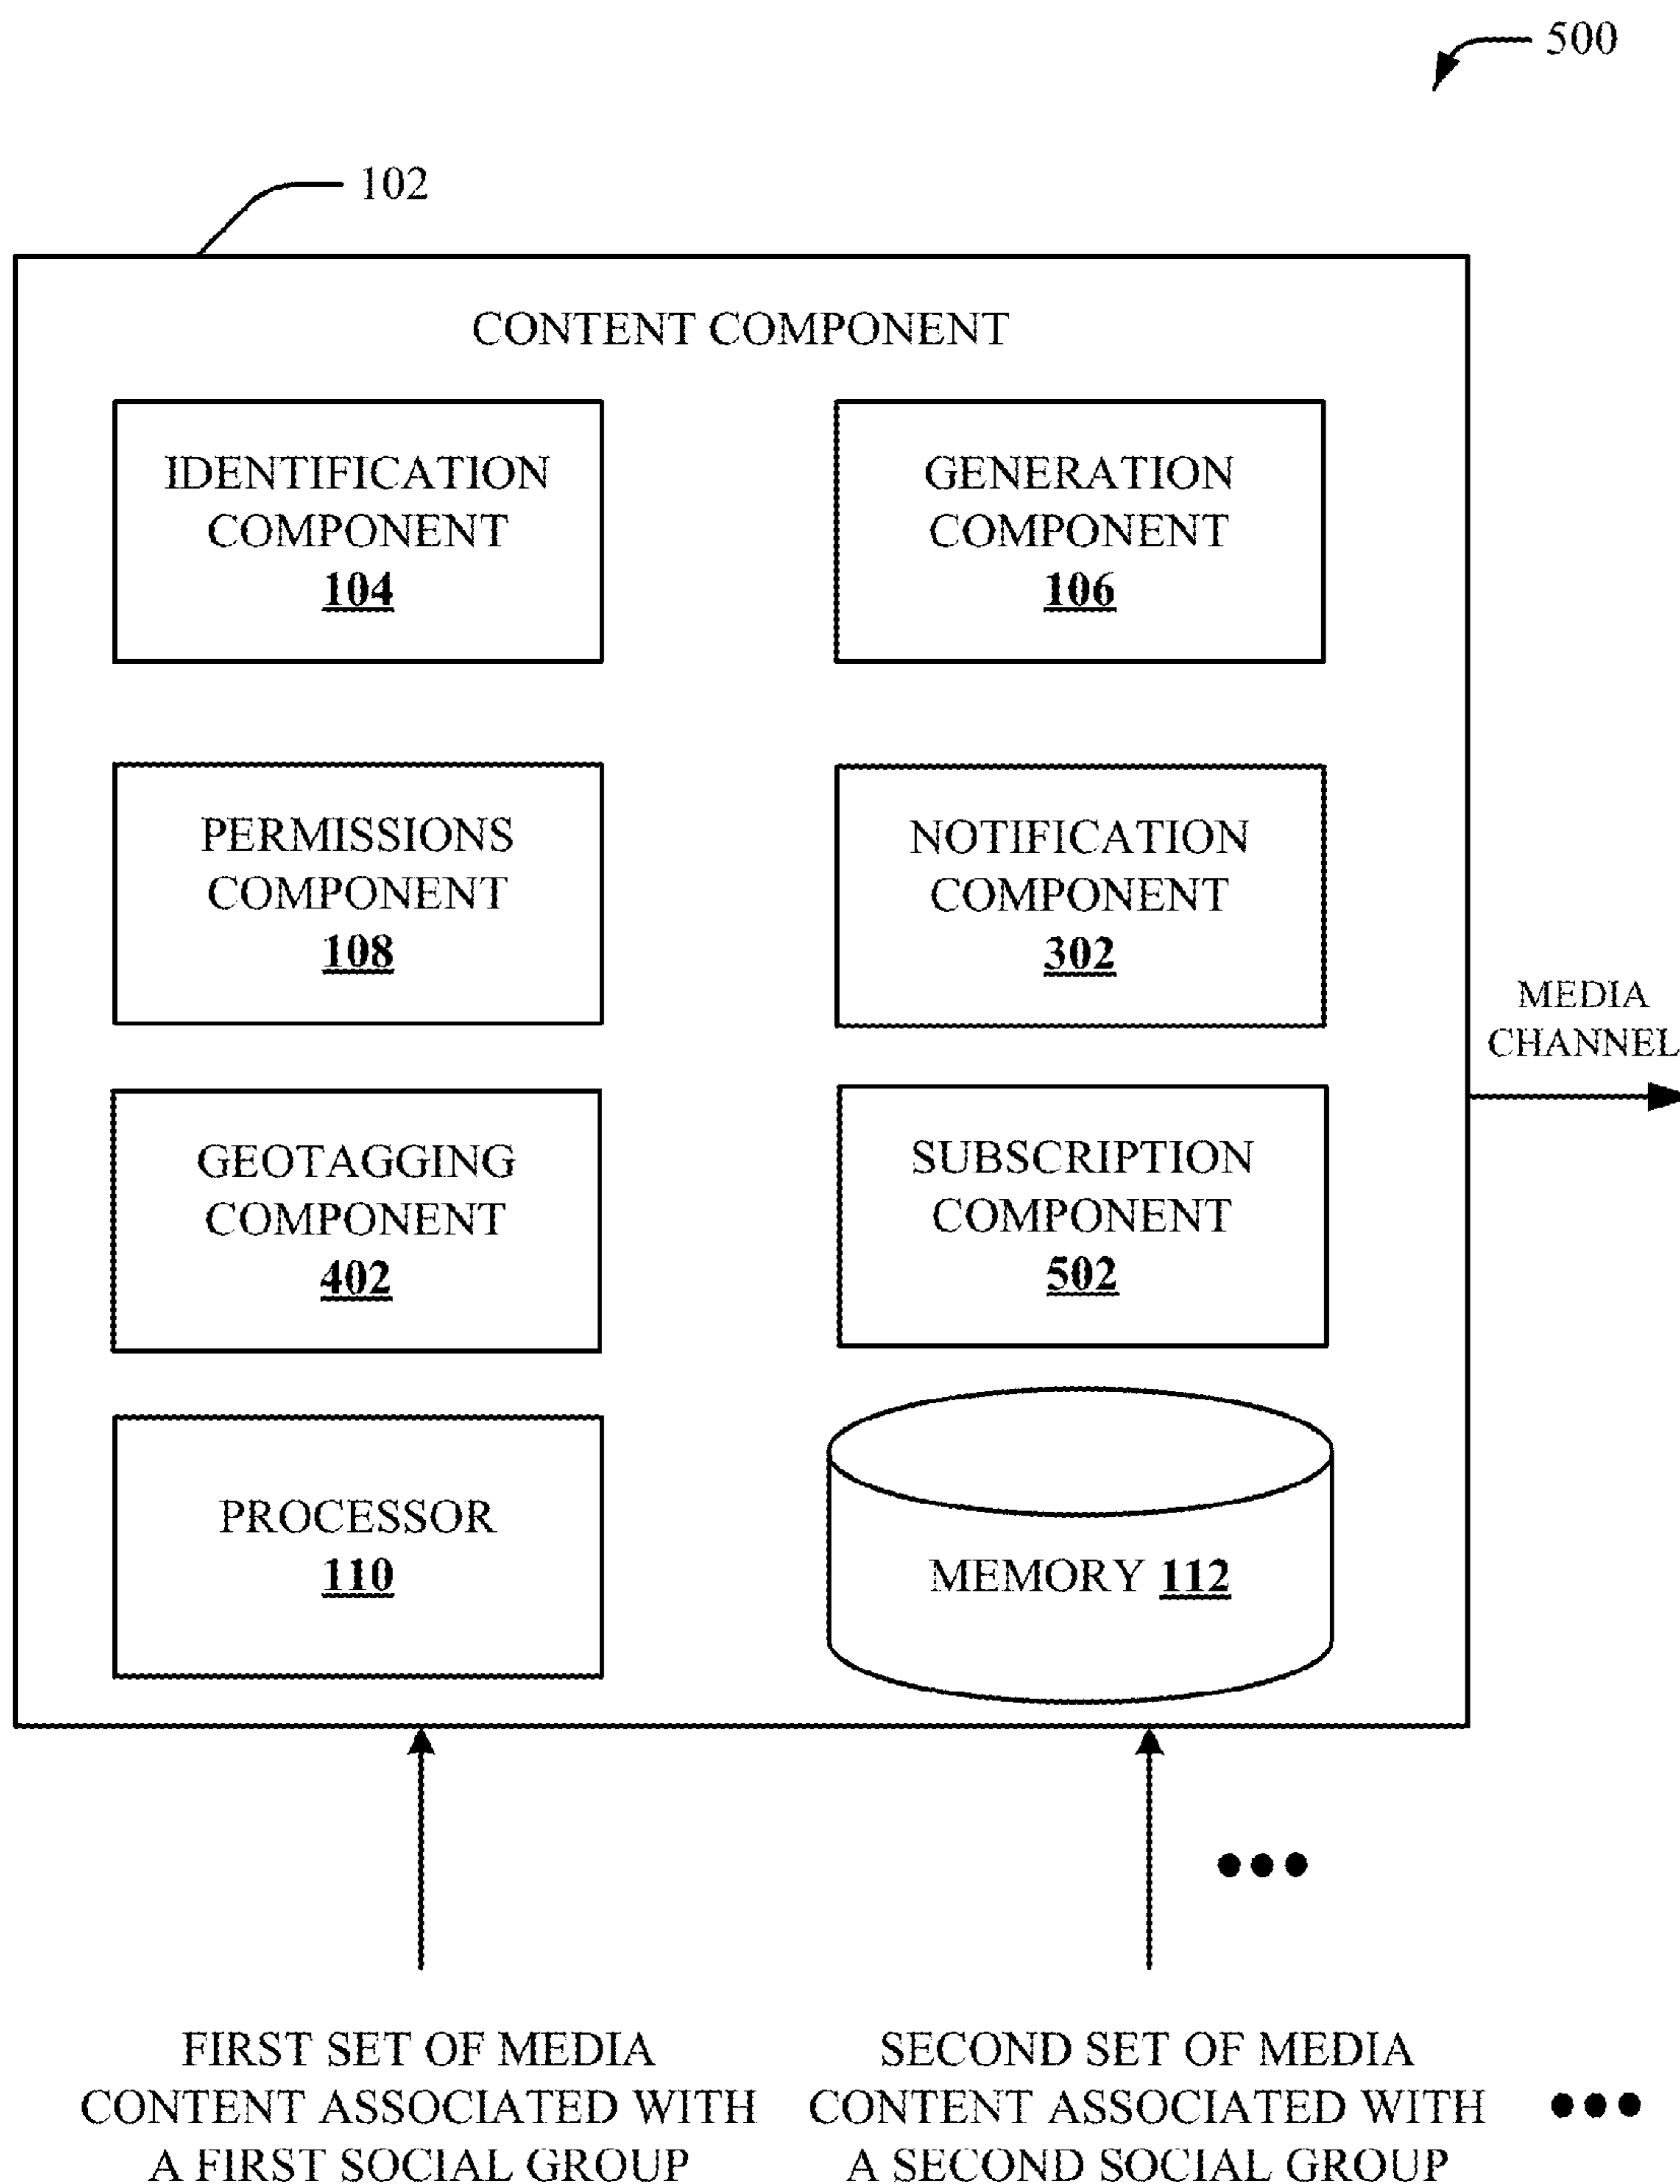 500
102
CONTENT COMPONENT
IDENTIFICATION
COMPONENT
104
GENERATION
COMPONENT
106
PERMISSIONS
COMPONENT
108
NOTIFICATION
COMPONENT
302
MEDIA
CHANNEL
GEOTAGGING
COMPONENT
402
SUBSCRIPTION
COMPONENT
502
PROCESSOR
110
MEMORY 112
FIRST SET OF MEDIA
CONTENT ASSOCIATED WITH
A FIRST SOCIAL GROUP
SECOND SET OF MEDIA
CONTENT ASSOCIATED WITH
A SECOND SOCIAL GROUP